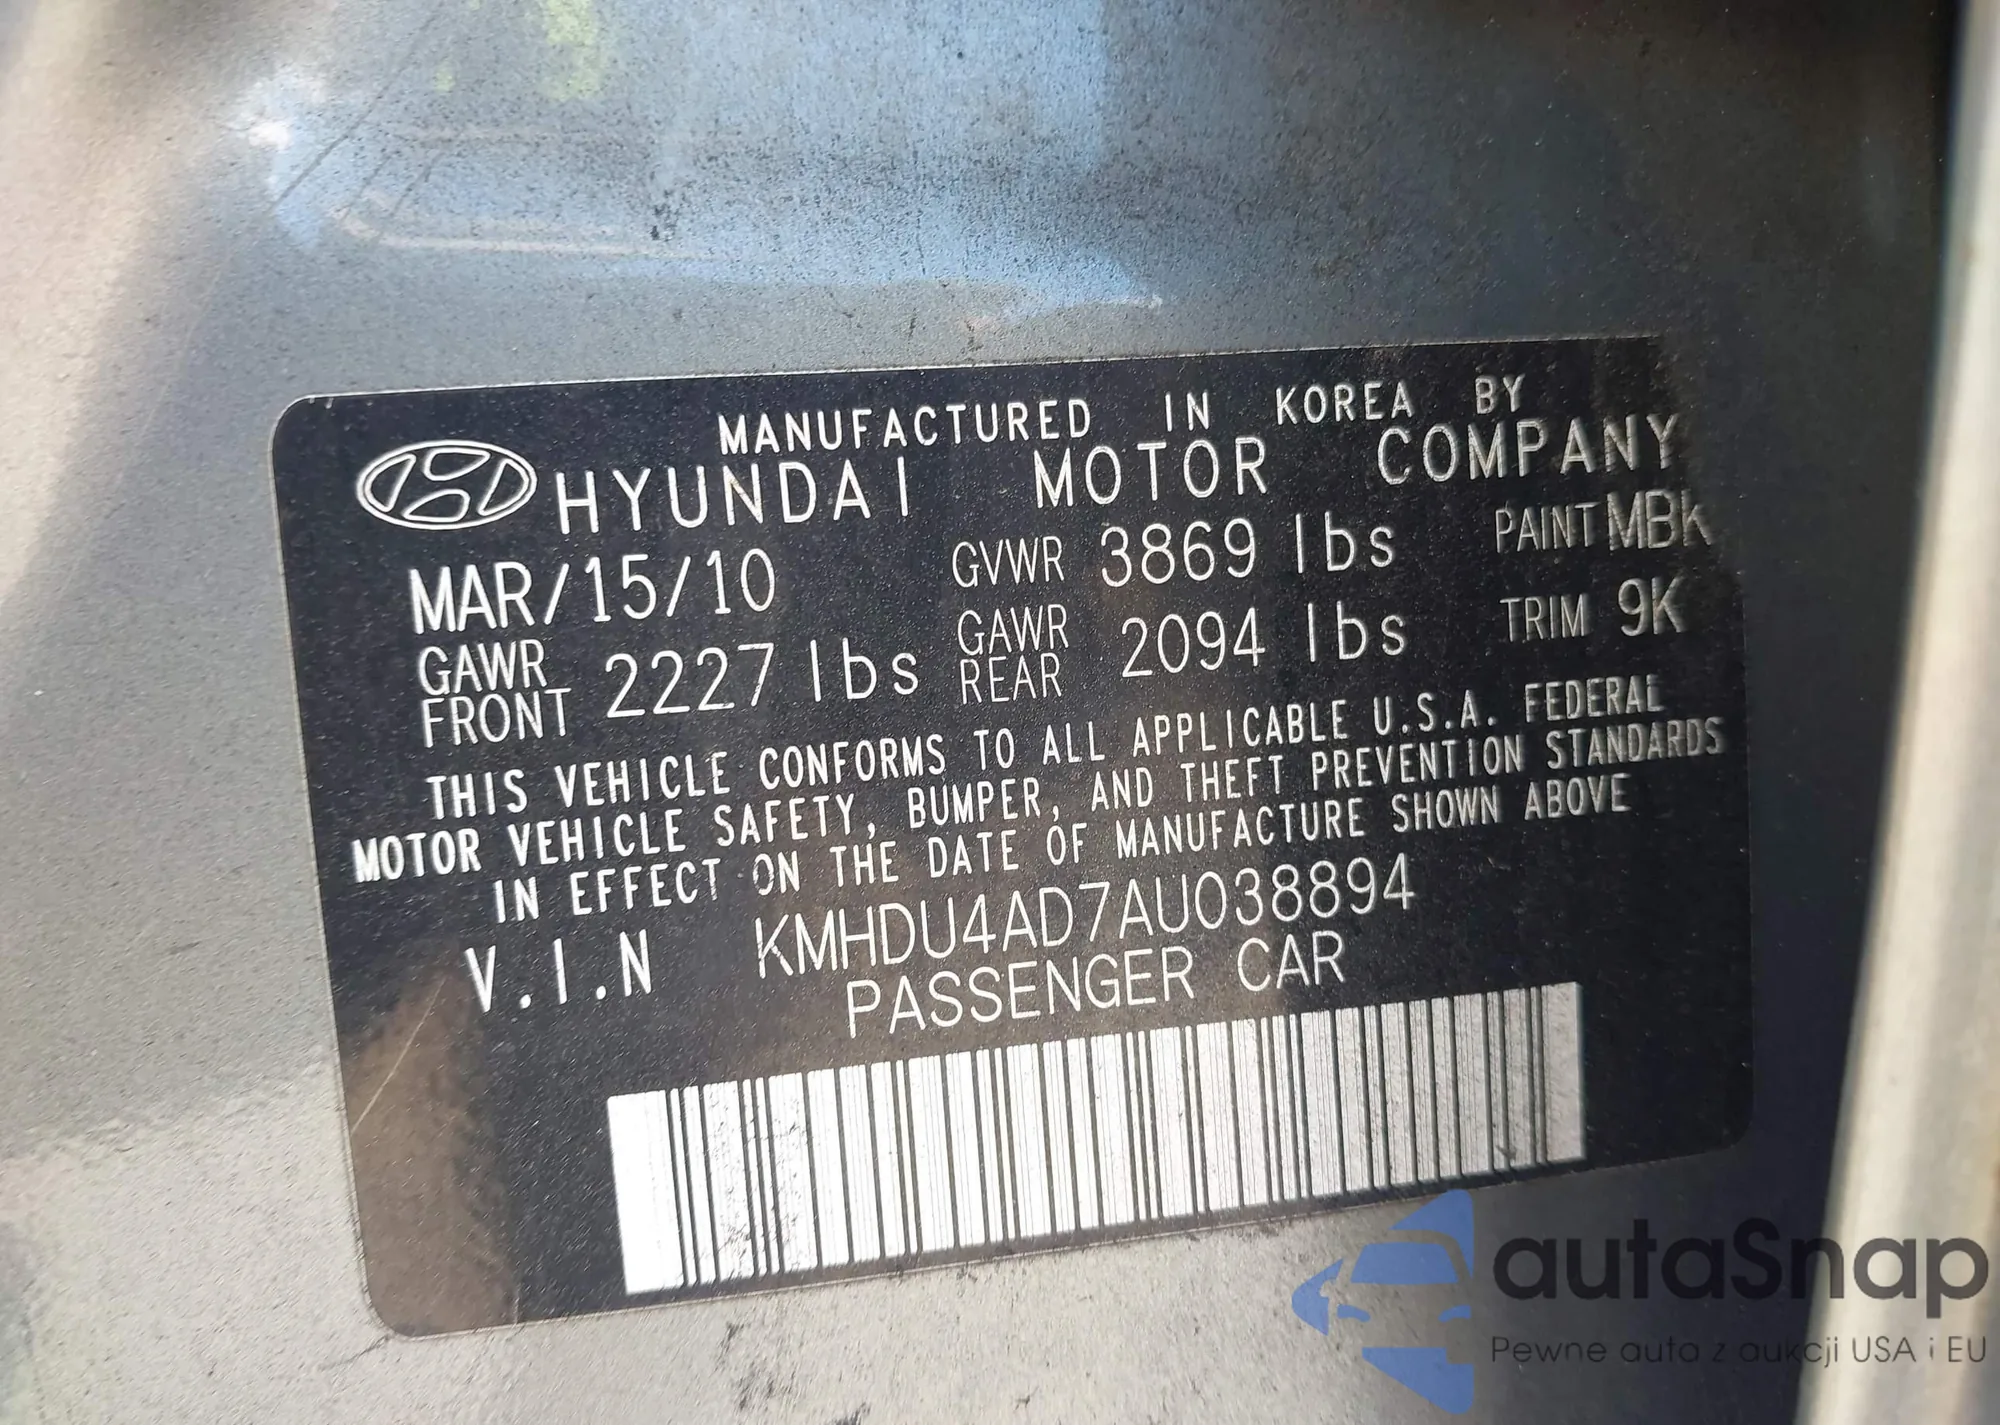 MANUFACTURED IN KOREA BY
HYUNDAI MOTOR COMPANY
MAR/15/10 GVWR 3869 lbs PAINT MBK
GAWR FRONT 2227 lbs GAWR REAR 2094 lbs TRIM 9K
THIS VEHICLE CONFORMS TO ALL APPLICABLE U.S.A. FEDERAL
MOTOR VEHICLE SAFETY, BUMPER, AND THEFT PREVENTION STANDARDS
IN EFFECT ON THE DATE OF MANUFACTURE SHOWN ABOVE
V.I.N KMHDU4AD7AU038894
PASSENGER CAR
autaSnap
Pewne auta z aukcji USA i EU